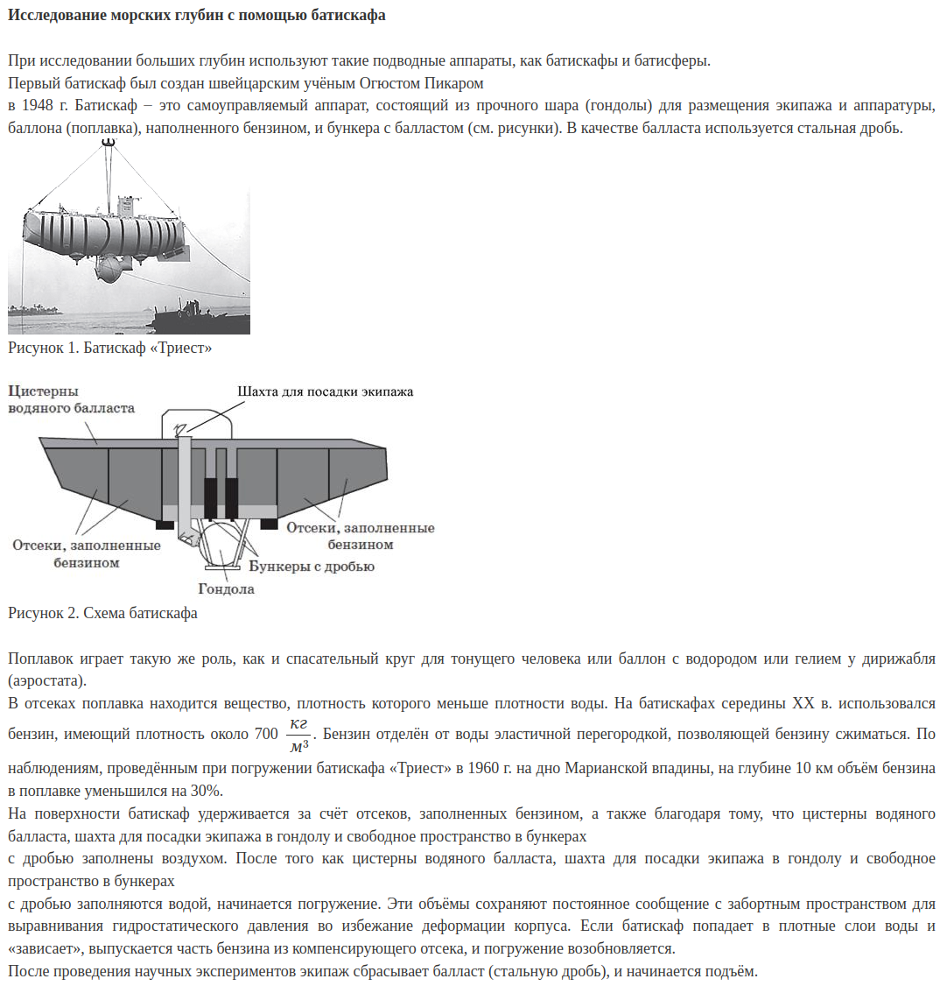 Исследование морских глубин с помощью батискафа
При исследовании больших глубин используют такие подводные аппараты, как батискафы и батисферы.
Первый батискаф был создан швейцарским учёным Огюстом Пикаром
в 1948 г. Батискаф – это самоуправляемый аппарат, состоящий из прочного шара (гондолы) для размещения экипажа и аппаратуры,
баллона (поплавка), наполненного бензином, и бункера с балластом (см. рисунки). В качестве балласта используется стальная дробь.
Рисунок 1. Батискаф «Триест»
Цистерны
водяного балласта
Шахта для посадки экипажа
Отсеки, заполненные
бензином
Отсеки, заполненные
бензином
Бункеры с дробью
Гондола
Рисунок 2. Схема батискафа
Поплавок играет такую же роль, как и спасательный круг для тонущего человека или баллон с водородом или гелием у дирижабля
(аэростата).
В отсеках поплавка находится вещество, плотность которого меньше плотности воды. На батискафах середины XX в. использовался
бензин, имеющий плотность около 700 кг/м³. Бензин отделён от воды эластичной перегородкой, позволяющей бензину сжиматься. По
наблюдениям, проведённым при погружении батискафа «Триест» в 1960 г. на дно Марианской впадины, на глубине 10 км объём бензина
в поплавке уменьшился на 30%.
На поверхности батискаф удерживается за счёт отсеков, заполненных бензином, а также благодаря тому, что цистерны водяного
балласта, шахта для посадки экипажа в гондолу и свободное пространство в бункерах
с дробью заполнены воздухом. После того как цистерны водяного балласта, шахта для посадки экипажа в гондолу и свободное
пространство в бункерах
с дробью заполняются водой, начинается погружение. Эти объёмы сохраняют постоянное сообщение с забортным пространством для
выравнивания гидростатического давления во избежание деформации корпуса. Если батискаф попадает в плотные слои воды и
«зависает», выпускается часть бензина из компенсирующего отсека, и погружение возобновляется.
После проведения научных экспериментов экипаж сбрасывает балласт (стальную дробь), и начинается подъём.